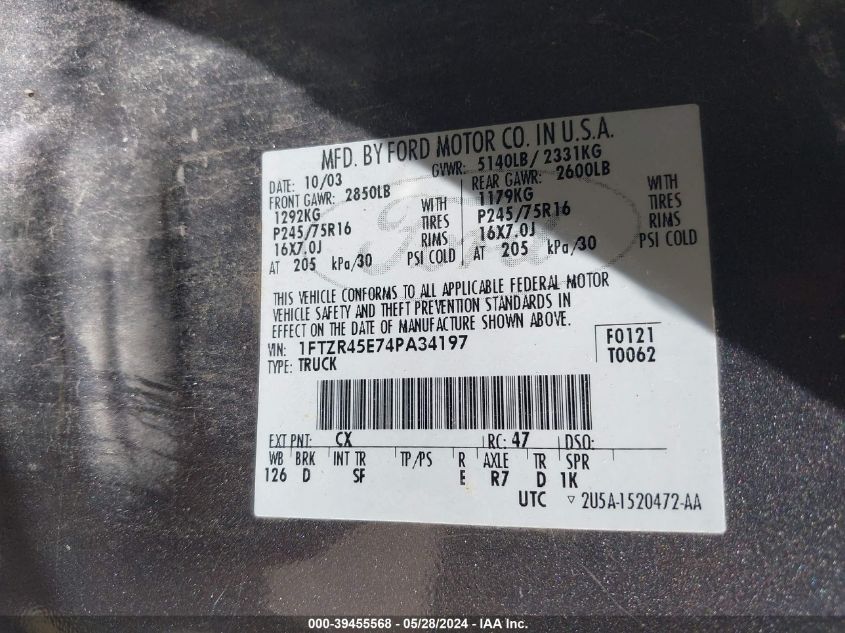 MFD. BY FORD MOTOR CO. IN U.S.A.
DATE: 10/03 GVWR: 5140LB/ 2331KG
FRONT GAWR: 2850LB REAR GAWR: 2600LB
1292KG WITH 1179KG WITH
P245/75R16 TIRES P245/75R16 TIRES
16X7.0J RIMS 16X7.0J RIMS
AT 205 kPa/30 PSI COLD AT 205 kPa/30 PSI COLD
Ford
THIS VEHICLE CONFORMS TO ALL APPLICABLE FEDERAL MOTOR
VEHICLE SAFETY AND THEFT PREVENTION STANDARDS IN
EFFECT ON THE DATE OF MANUFACTURE SHOWN ABOVE.
VIN: 1FTZR45E74PA34197 F0121
TYPE: TRUCK T0062
EXT PNT: CX RC: 47 DSO:
WB BRK INT TR TP/PS R AXLE TR SPR
126 D SF E R7 D 1K
UTC ▽ 2U5A-1520472-AA
000-39455568 - 05/28/2024 - IAA Inc.